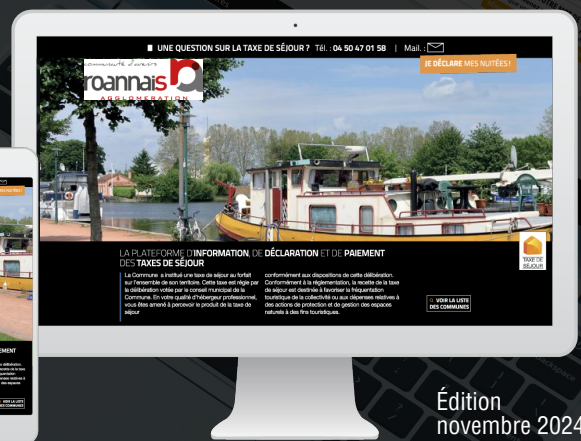 UNE QUESTION SUR LA TAXE DE SÉJOUR ? Tél. : 04 50 47 01 58 | Mail. :
JE DÉCLARE MES NUITÉES !
roannais
AGGLOMÉRATION
LA PLATEFORME D'INFORMATION, DE DÉCLARATION ET DE PAIEMENT
DES TAXES DE SÉJOUR
La Commune a institué une taxe de séjour au forfait
sur l'ensemble de son territoire. Cette taxe est régie par
la délibération votée par le conseil municipal de la
Commune. En votre qualité d'hébergeur professionnel,
vous êtes amené à percevoir le produit de la taxe de
séjour
conformément aux dispositions de cette délibération.
Conformément à la réglementation, la recette de la taxe
de séjour est destinée à favoriser la fréquentation
touristique de la collectivité ou aux dépenses relatives à
des actions de protection et de gestion des espaces
naturels à des fins touristiques.
VOIR LA LISTE
DES COMMUNES
TAXE DE
SÉJOUR
EMENT
VOIR LA LISTE
DES COMMUNES
Édition
novembre 2024